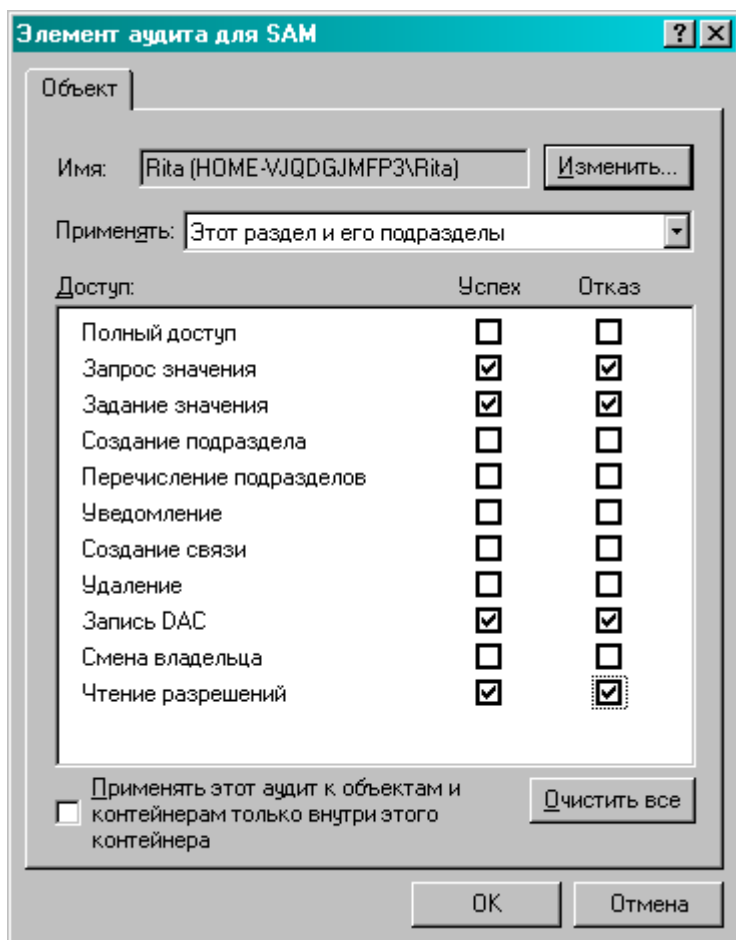 Элемент аудита для SAM
Объект
Имя: Rita (HOME-VJQDGJMFP3\Rita) Изменить...
Применять: Этот раздел и его подразделы
Доступ: Успех Отказ
Полный доступ
Запрос значения
Задание значения
Создание подраздела
Перечисление подразделов
Уведомление
Создание связи
Удаление
Запись DAC
Смена владельца
Чтение разрешений
Применять этот аудит к объектам и
контейнерам только внутри этого
контейнера
Очистить все
OK Отмена